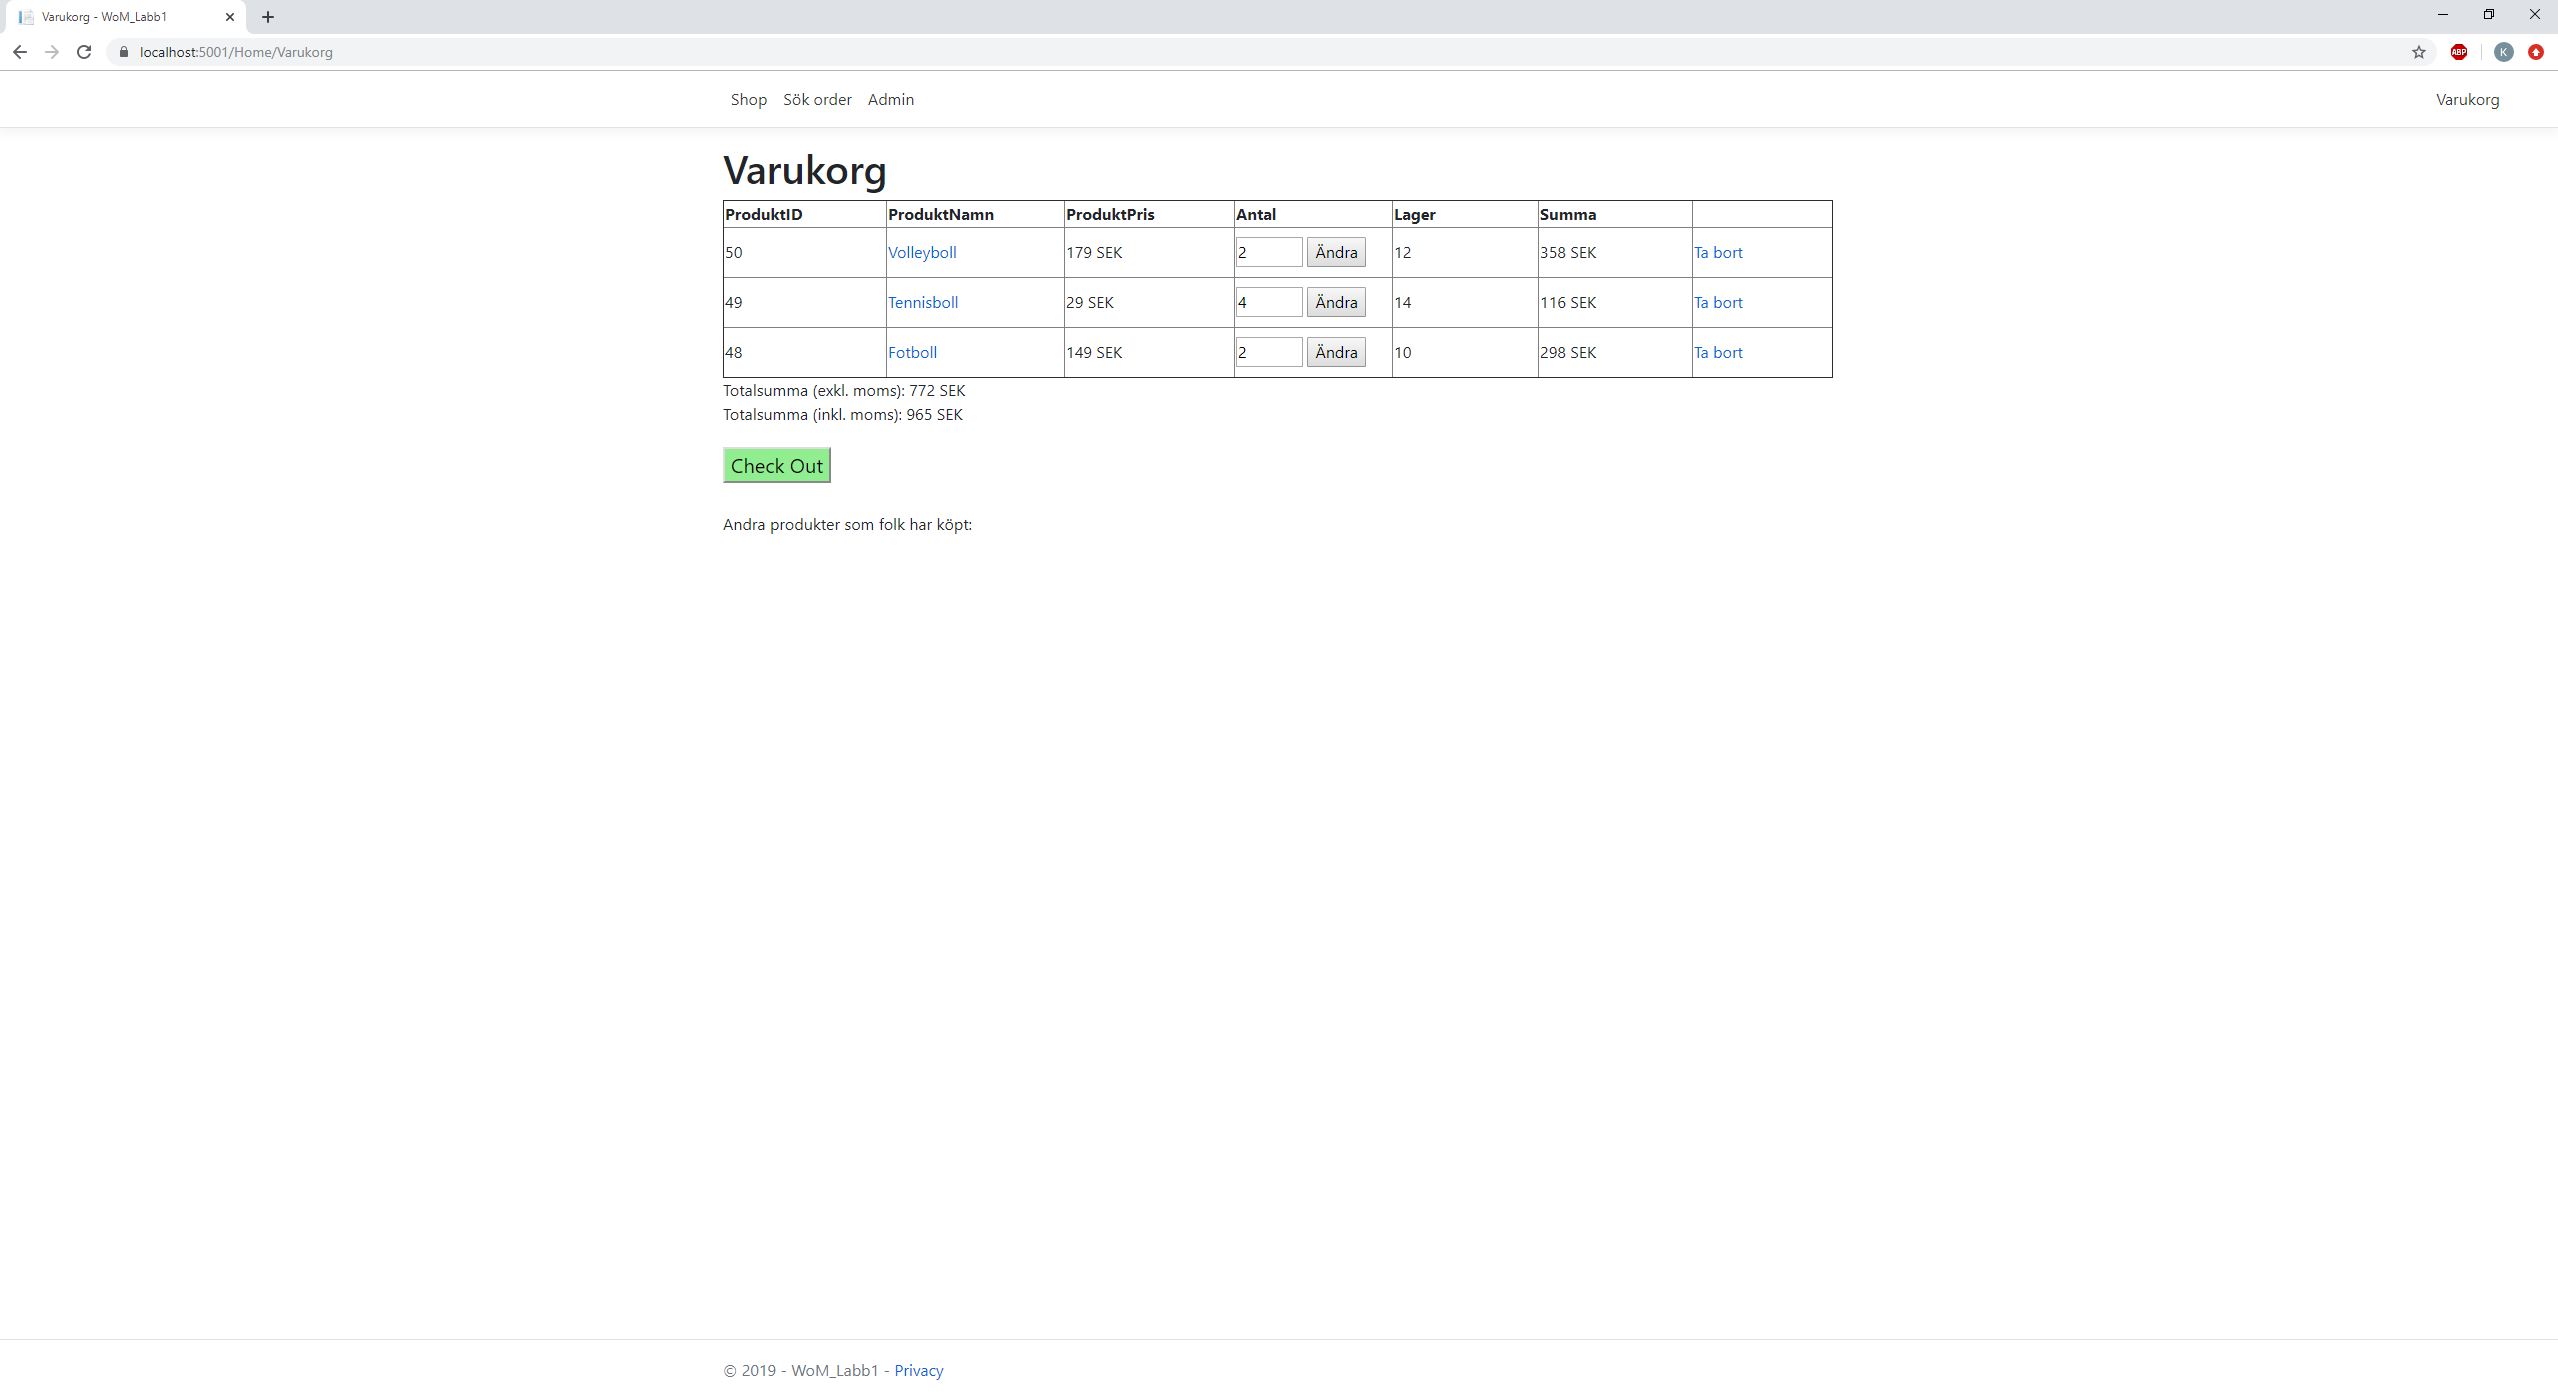 Varukorg - WoM_Labb1
localhost:5001/Home/Varukorg
ABP
K
Shop Sök order Admin Varukorg
Varukorg
ProduktID ProduktNamn ProduktPris Antal Lager Summa
50 Volleyboll 179 SEK 2 Ändra 12 358 SEK Ta bort
49 Tennisboll 29 SEK 4 Ändra 14 116 SEK Ta bort
48 Fotboll 149 SEK 2 Ändra 10 298 SEK Ta bort
Totalsumma (exkl. moms): 772 SEK
Totalsumma (inkl. moms): 965 SEK
Check Out
Andra produkter som folk har köpt:
© 2019 - WoM_Labb1 - Privacy